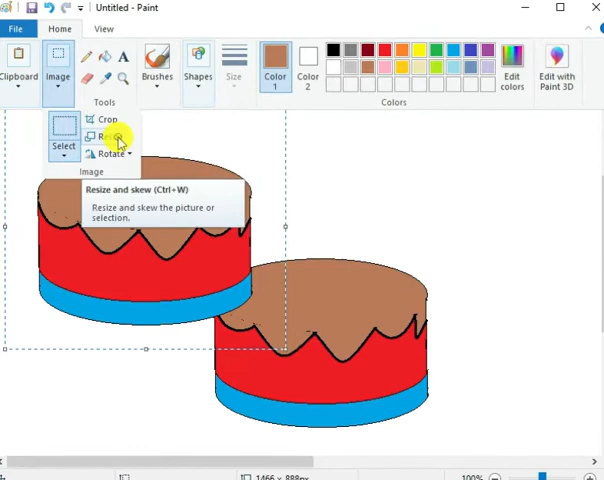 Untitled - Paint
File Home View
Clipboard Image Brushes Shapes Size Color 1 Color 2 Edit colors Edit with Paint 3D
Tools Colors
Select
Crop
Rotate
Image
Resize and skew (Ctrl+W)
Resize and skew the picture or
selection.
1466 × 888px 100%